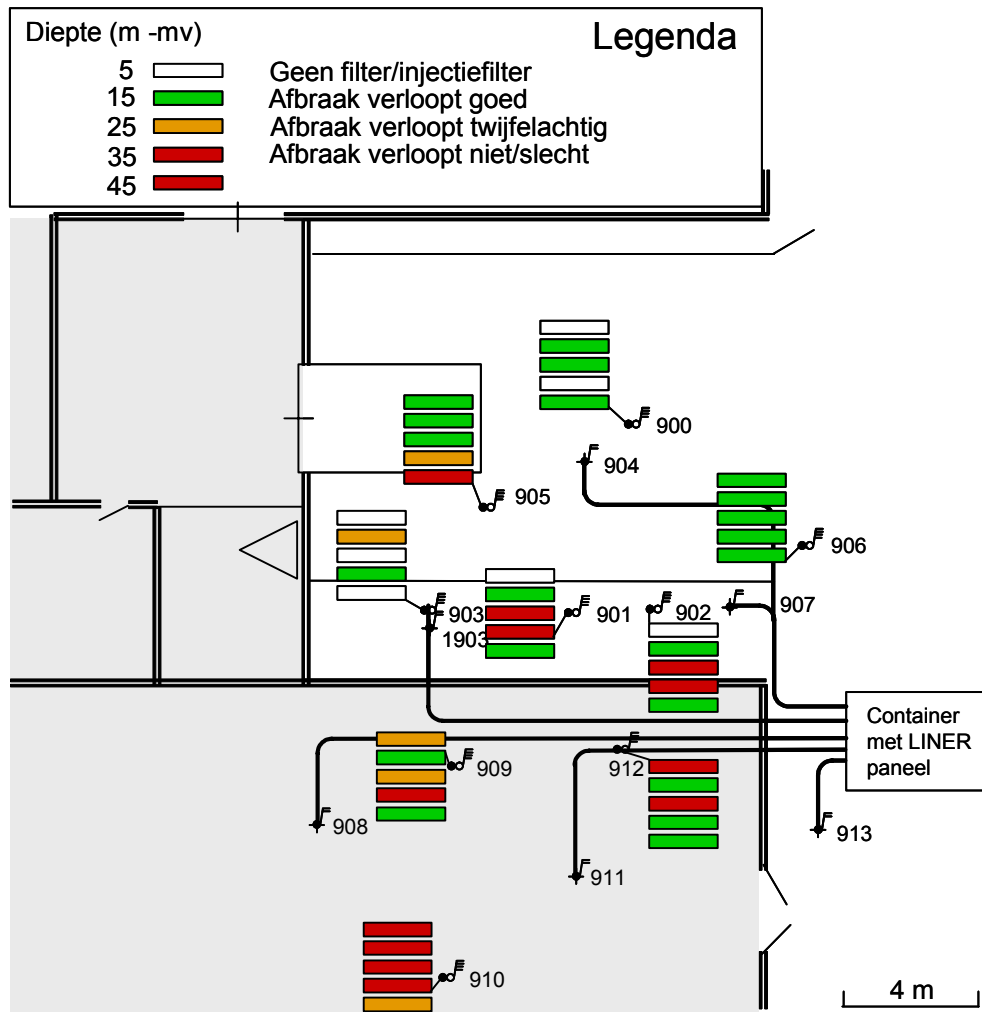 Diepte (m -mv)
Legenda
5 Geen filter/injectiefilter
15 Afbraak verloopt goed
25 Afbraak verloopt twijfelachtig
35 Afbraak verloopt niet/slecht
45
900
904
905
906
907
903
901
902
1903
Container
met LINER
paneel
909
912
908
913
911
910
4 m